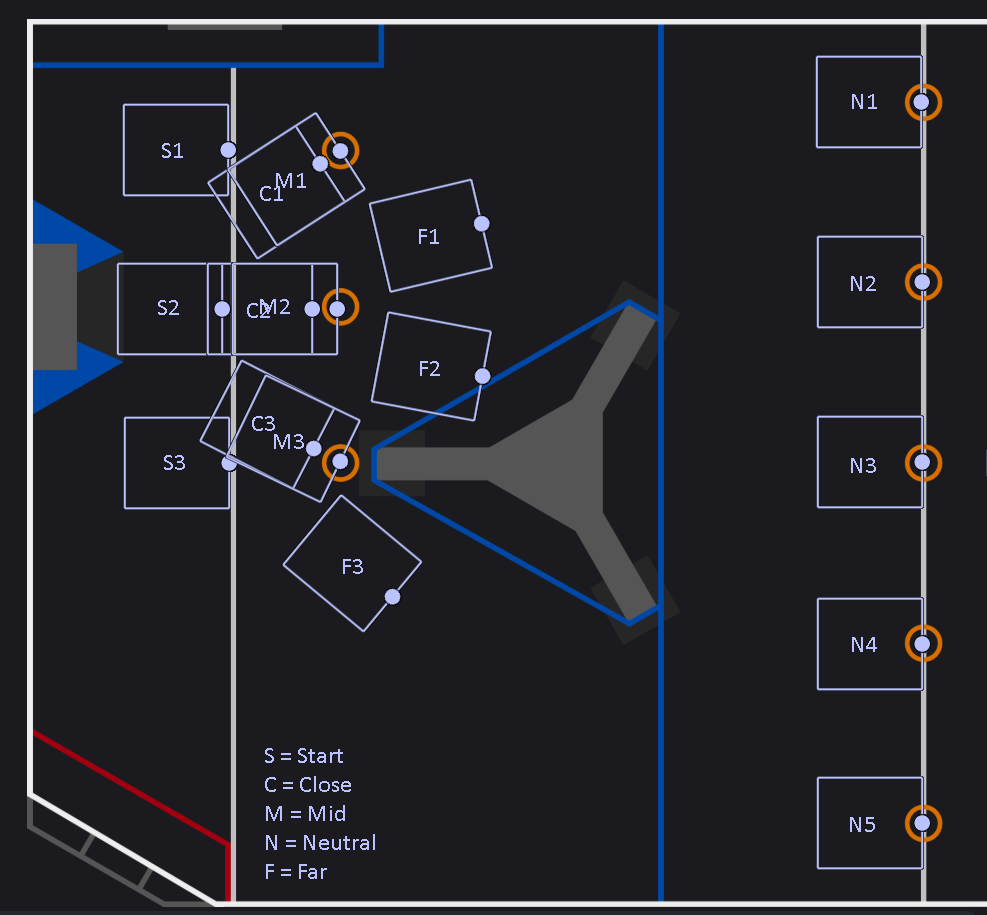 N1
S1
M1
C1
F1
N2
S2
C2
M2
F2
C3
M3
S3
N3
F3
N4
S = Start
C = Close
M = Mid
N = Neutral
F = Far
N5